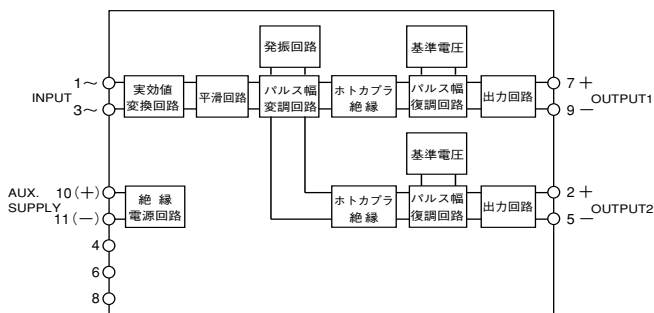 発振回路
基準電圧
1～
INPUT
3～
実効値
変換回路
平滑回路
パルス幅
変調回路
ホトカプラ
絶縁
パルス幅
復調回路
出力回路
7＋
OUTPUT1
9－
基準電圧
AUX.
SUPPLY
10(＋)
11(－)
絶 縁
電源回路
ホトカプラ
絶縁
パルス幅
復調回路
出力回路
2＋
OUTPUT2
5－
4
6
8